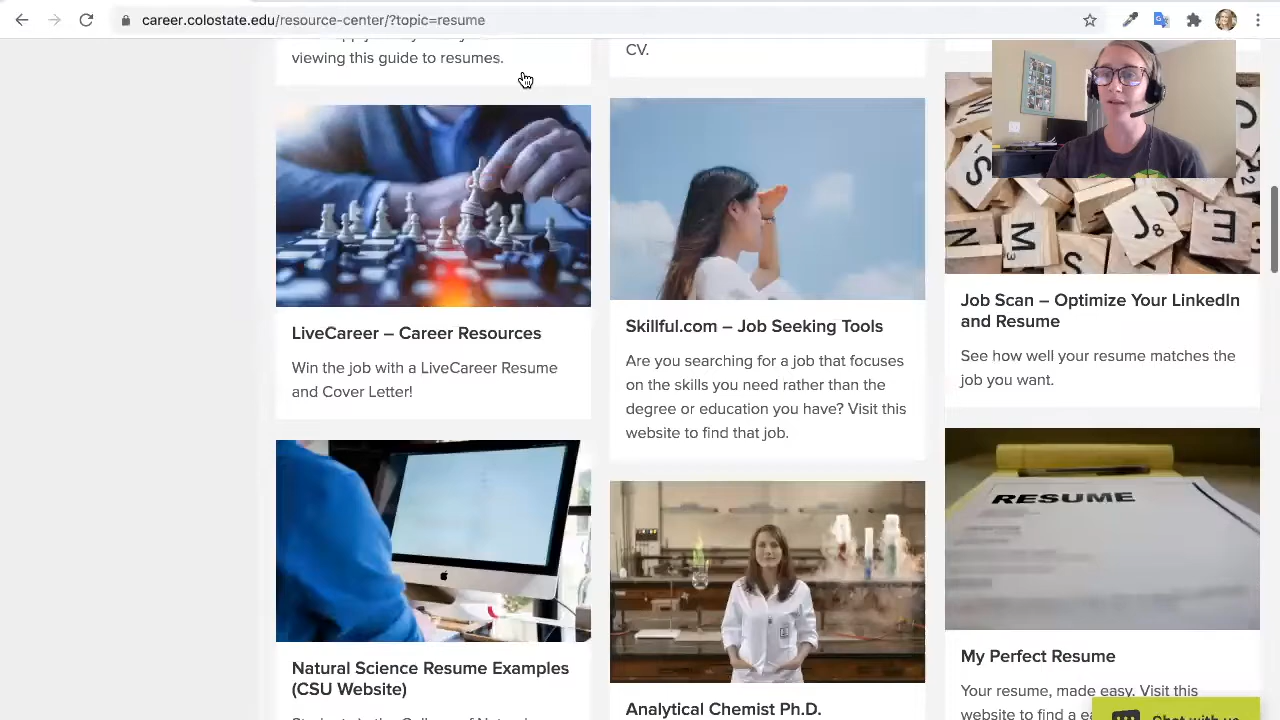 career.colostate.edu/resource-center/?topic=resume
viewing this guide to resumes.
CV.
LiveCareer – Career Resources
Win the job with a LiveCareer Resume
and Cover Letter!
Skillful.com – Job Seeking Tools
Are you searching for a job that focuses
on the skills you need rather than the
degree or education you have? Visit this
website to find that job.
Job Scan – Optimize Your LinkedIn
and Resume
See how well your resume matches the
job you want.
RESUME
Natural Science Resume Examples
(CSU Website)
Analytical Chemist Ph.D.
My Perfect Resume
Your resume, made easy. Visit this
website to find a
Chat with us